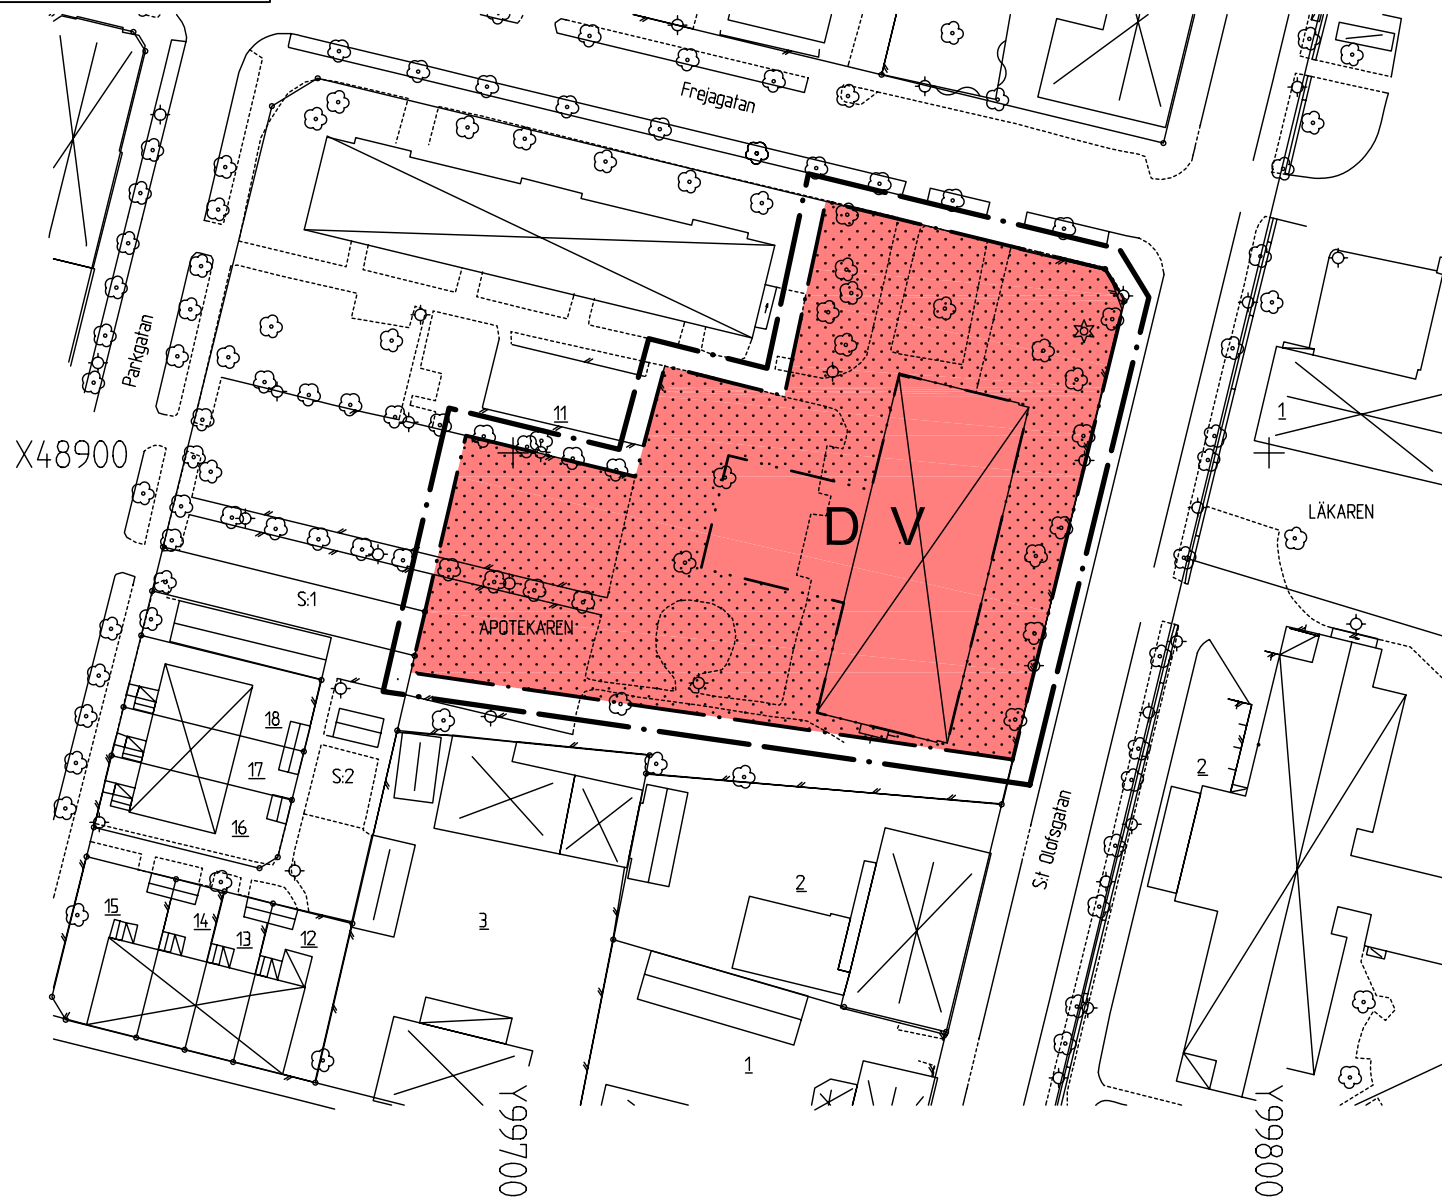 Frejagatan
Parkgatan
11
1
X48900
LÄKAREN
D V
S:1
APOTEKAREN
18
17
S:2
2
16
S:t Olofsgatan
2
15
14
13
12
3
1
Y99700
Y99800